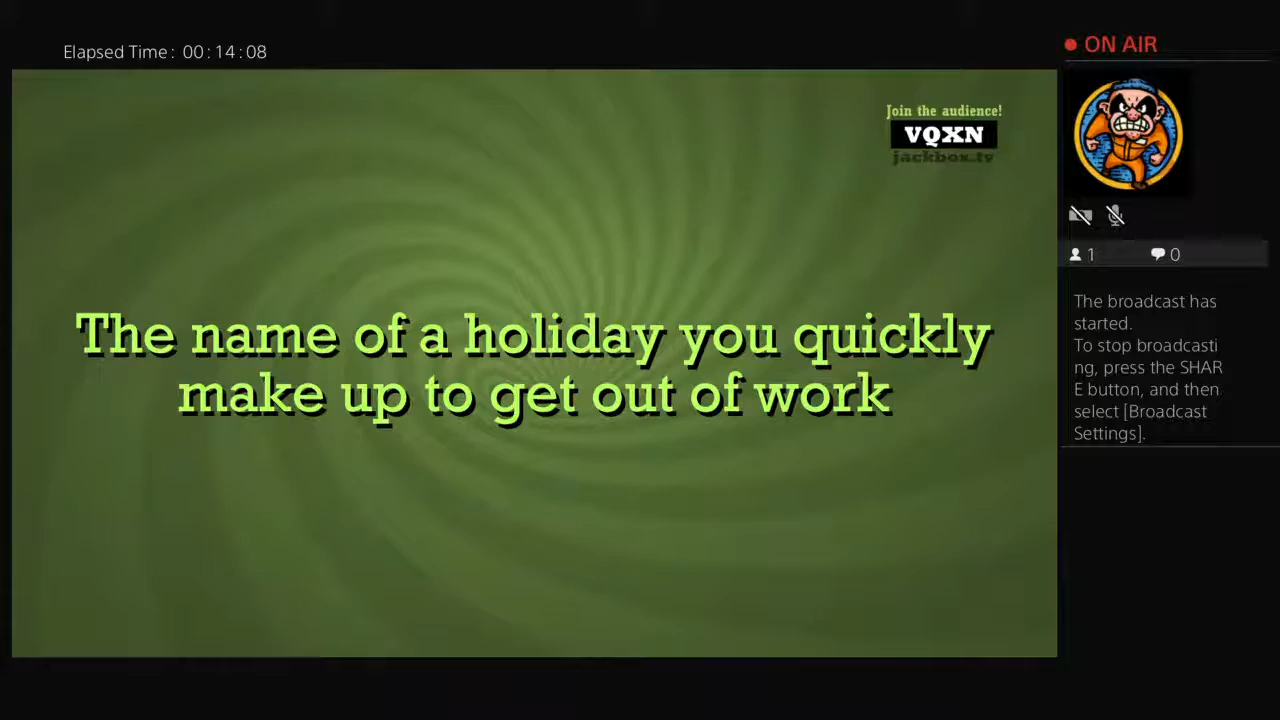 Elapsed Time: 00:14:08
ON AIR
Join the audience!
VQXN
jackbox.tv
1
0
The broadcast has
started.
To stop broadcasti
ng, press the SHAR
E button, and then
select [Broadcast
Settings].
The name of a holiday you quickly
make up to get out of work